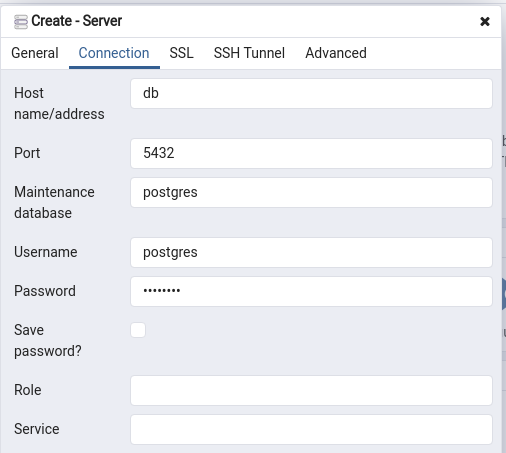 Create - Server
General Connection SSL SSH Tunnel Advanced
Host
name/address
db
Port
5432
Maintenance
database
postgres
Username
postgres
Password
••••••••
Save
password?
Role
Service